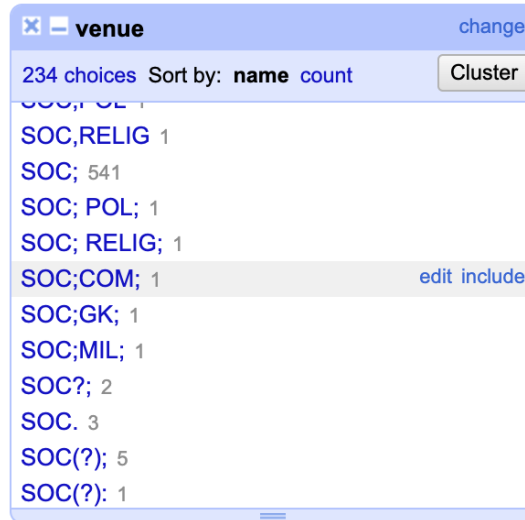 venue change
234 choices Sort by: name count Cluster
SOC,RELIG 1
SOC; 541
SOC; POL; 1
SOC; RELIG; 1
SOC;COM; 1 edit include
SOC;GK; 1
SOC;MIL; 1
SOC?; 2
SOC. 3
SOC(?); 5
SOC(?): 1